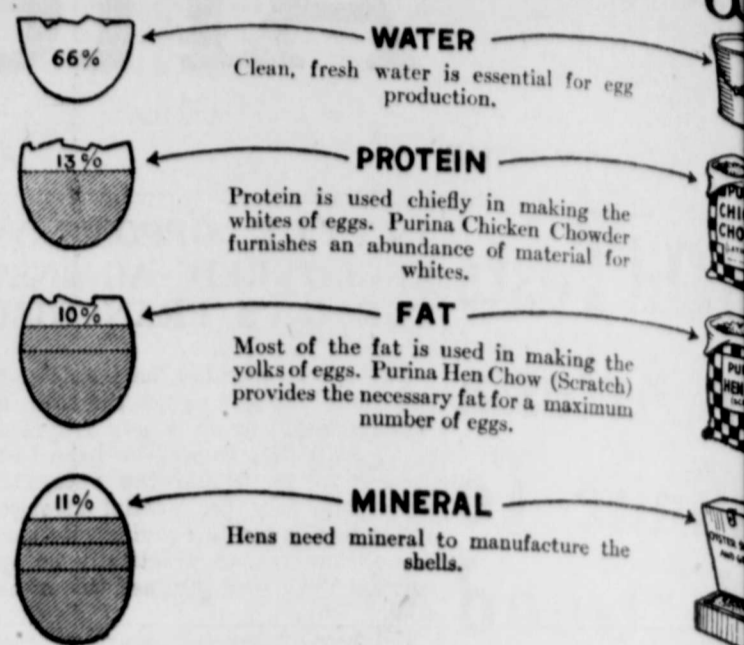 66%
WATER
Clean, fresh water is essential for egg
production.
13%
PROTEIN
Protein is used chiefly in making the
whites of eggs. Purina Chicken Chowder
furnishes an abundance of material for
whites.
10%
FAT
Most of the fat is used in making the
yolks of eggs. Purina Hen Chow (Scratch)
provides the necessary fat for a maximum
number of eggs.
11%
MINERAL
Hens need mineral to manufacture the
shells.